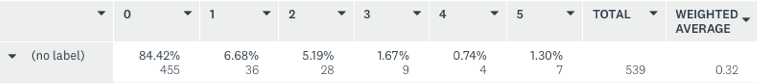 0 1 2 3 4 5 TOTAL WEIGHTED
AVERAGE
(no label) 84.42% 6.68% 5.19% 1.67% 0.74% 1.30%
455 36 28 9 4 7 539 0.32